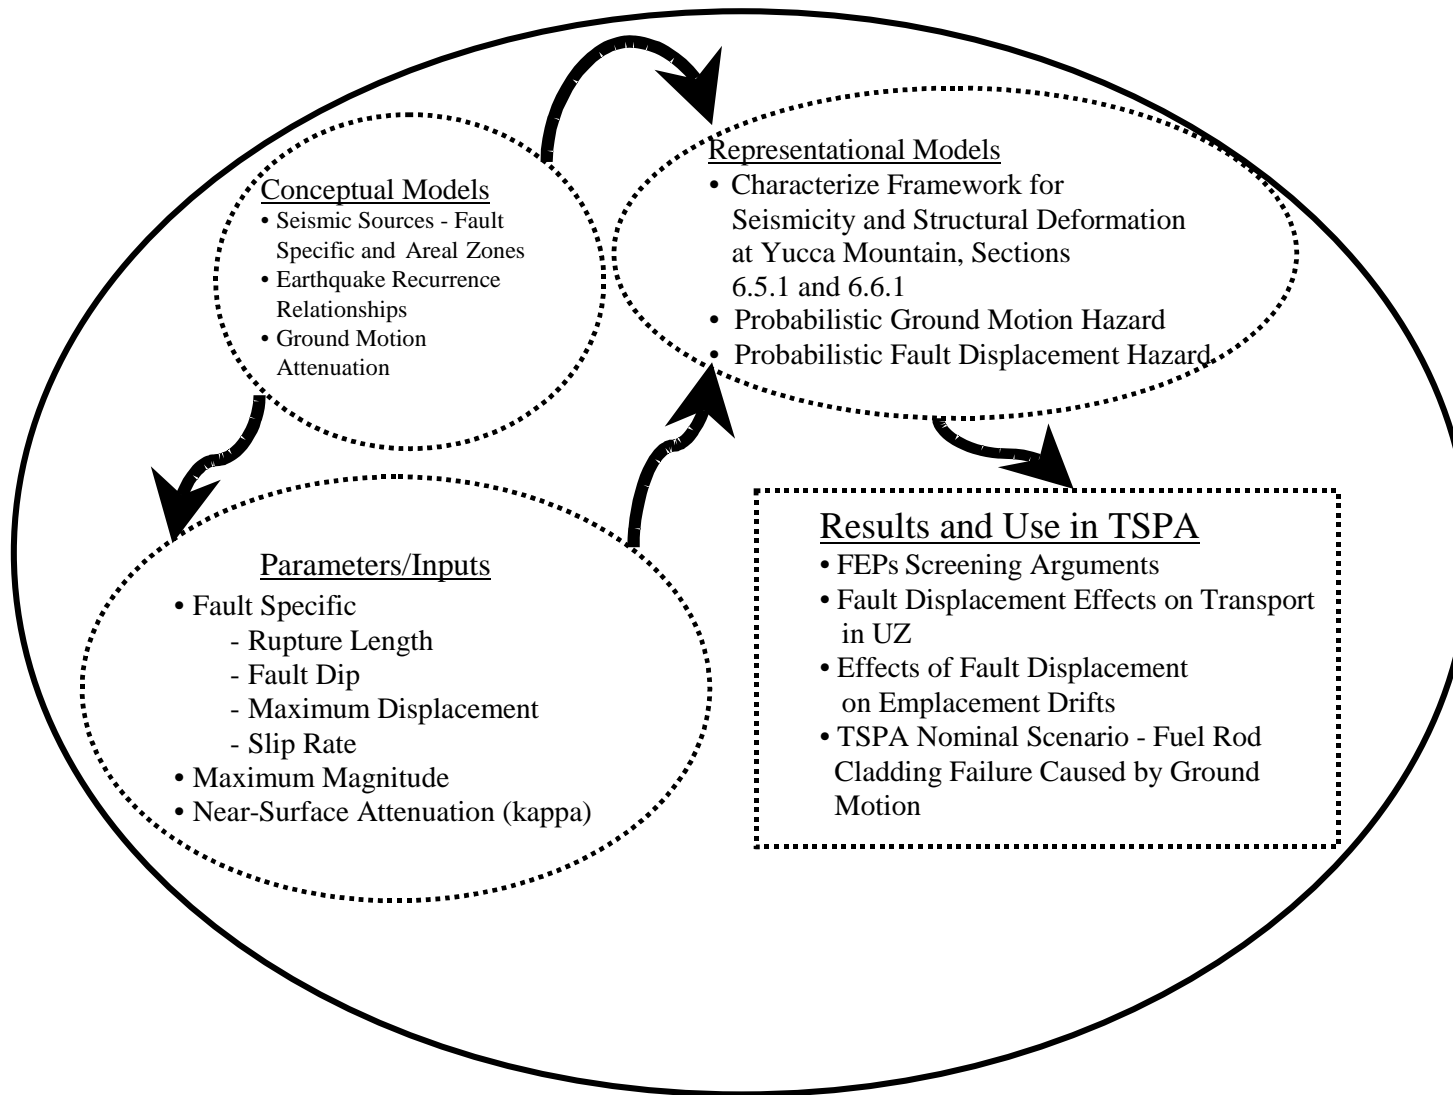 Conceptual Models
• Seismic Sources - Fault
Specific and Areal Zones
• Earthquake Recurrence
Relationships
• Ground Motion
Attenuation
Representational Models
• Characterize Framework for
Seismicity and Structural Deformation
at Yucca Mountain, Sections
6.5.1 and 6.6.1
• Probabilistic Ground Motion Hazard
• Probabilistic Fault Displacement Hazard
Parameters/Inputs
• Fault Specific
- Rupture Length
- Fault Dip
- Maximum Displacement
- Slip Rate
• Maximum Magnitude
• Near-Surface Attenuation (kappa)
Results and Use in TSPA
• FEPs Screening Arguments
• Fault Displacement Effects on Transport
in UZ
• Effects of Fault Displacement
on Emplacement Drifts
• TSPA Nominal Scenario - Fuel Rod
Cladding Failure Caused by Ground
Motion